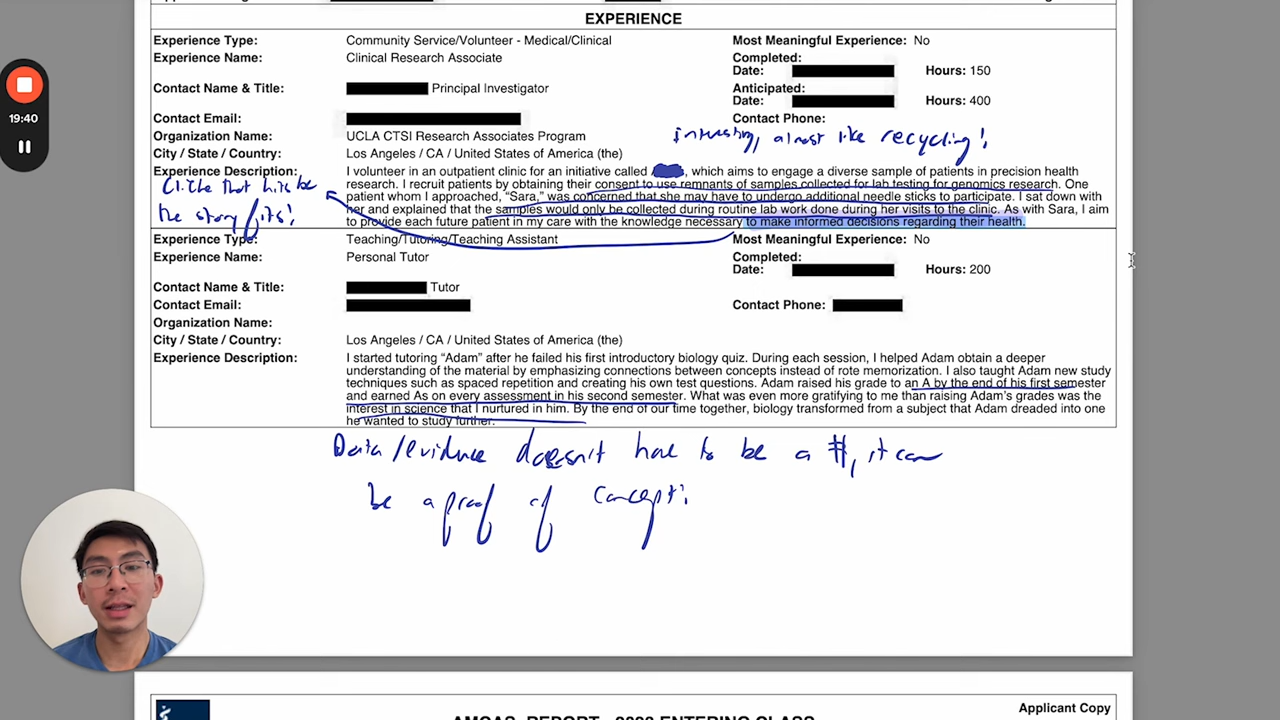 EXPERIENCE
19:40
Experience Type: Community Service/Volunteer - Medical/Clinical Most Meaningful Experience: No
Experience Name: Clinical Research Associate Completed:
Date: Hours: 150
Contact Name & Title: Principal Investigator Anticipated:
Date: Hours: 400
Contact Email: Contact Phone:
Organization Name: UCLA CTSI Research Associates Program
interesting, almost like recycling!
City / State / Country: Los Angeles / CA / United States of America (the)
Experience Description: I volunteer in an outpatient clinic for an initiative called , which aims to engage a diverse sample of patients in precision health
research. I recruit patients by obtaining their consent to use remnants of samples collected for lab testing for genomics research. One
patient whom I approached, “Sara,” was concerned that she may have to undergo additional needle sticks to participate. I sat down with
her and explained that the samples would only be collected during routine lab work done during her visits to the clinic. As with Sara, I aim
to provide each future patient in my care with the knowledge necessary to make informed decisions regarding their health.
Cliche that hits bc
the story fits!
Experience Type: Teaching/Tutoring/Teaching Assistant Most Meaningful Experience: No
Experience Name: Personal Tutor Completed:
Date: Hours: 200
Contact Name & Title: Tutor
Contact Email: Contact Phone:
Organization Name:
City / State / Country: Los Angeles / CA / United States of America (the)
Experience Description: I started tutoring “Adam” after he failed his first introductory biology quiz. During each session, I helped Adam obtain a deeper
understanding of the material by emphasizing connections between concepts instead of rote memorization. I also taught Adam new study
techniques such as spaced repetition and creating his own test questions. Adam raised his grade to an A by the end of his first semester
and earned As on every assessment in his second semester. What was even more gratifying to me than raising Adam’s grades was the
interest in science that I nurtured in him. By the end of our time together, biology transformed from a subject that Adam dreaded into one
he wanted to study further.
Data/evidence doesn't have to be a #, it can
be a proof of concept!
Applicant Copy